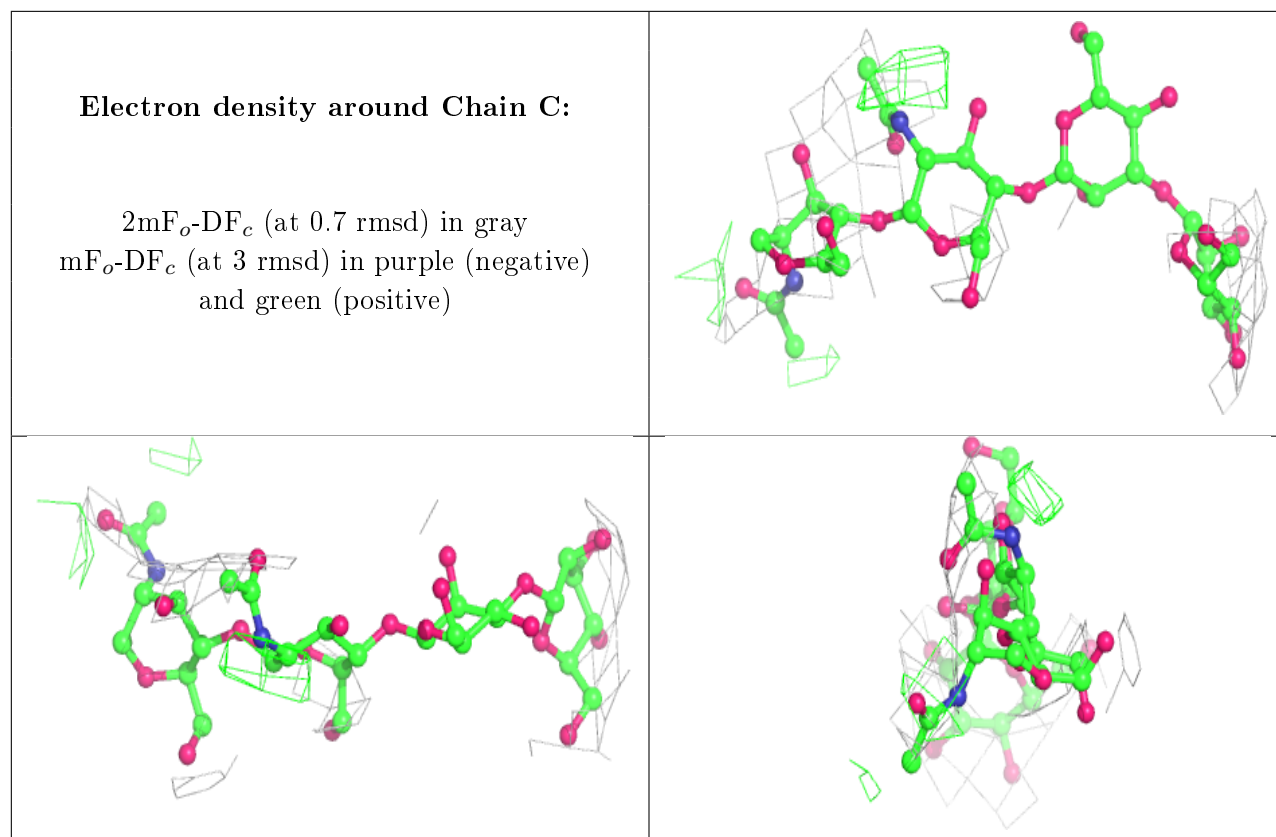 Electron density around Chain C:
2mFo-DFc (at 0.7 rmsd) in gray
mFo-DFc (at 3 rmsd) in purple (negative)
and green (positive)